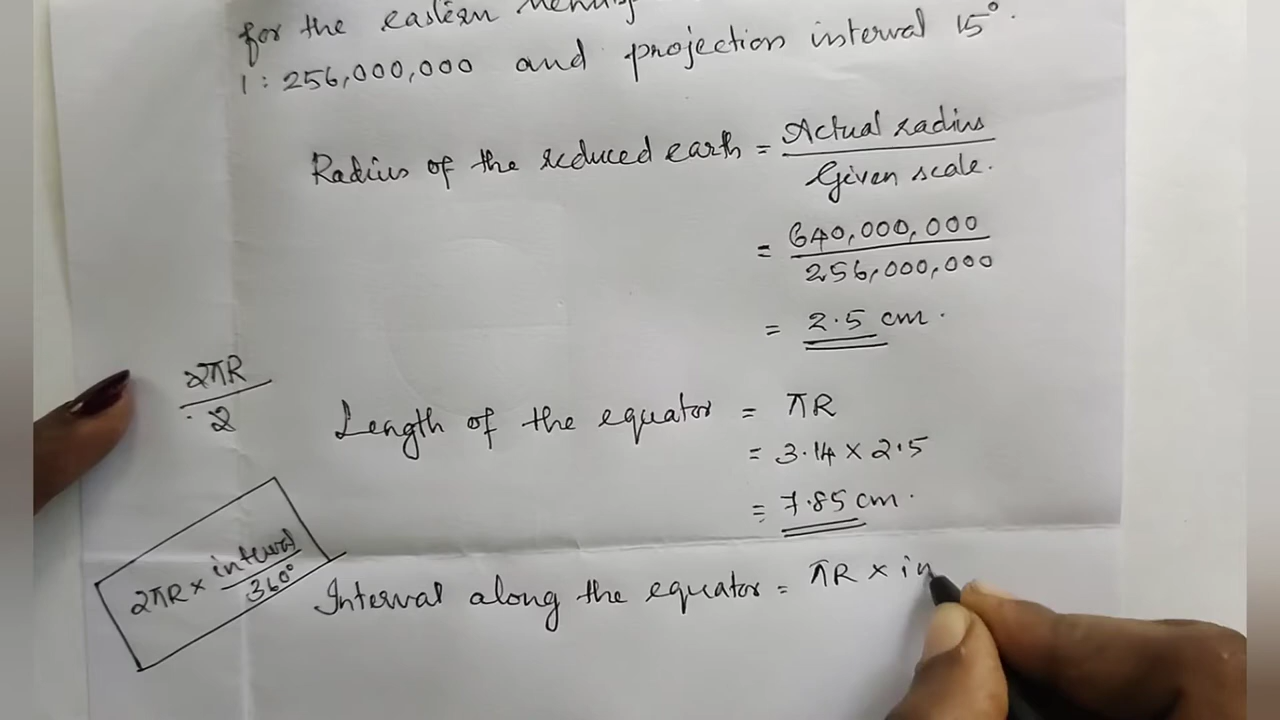 for the eastern
1 : 256,000,000 and projection interval 15°.
Radius of the reduced earth = Actual radius / Given scale.
= 640,000,000 / 256,000,000
= 2.5 cm.
2πR / 2
Length of the equator = πR
= 3.14 × 2.5
= 7.85 cm.
2πR × interval / 360°
Interval along the equator = πR × in